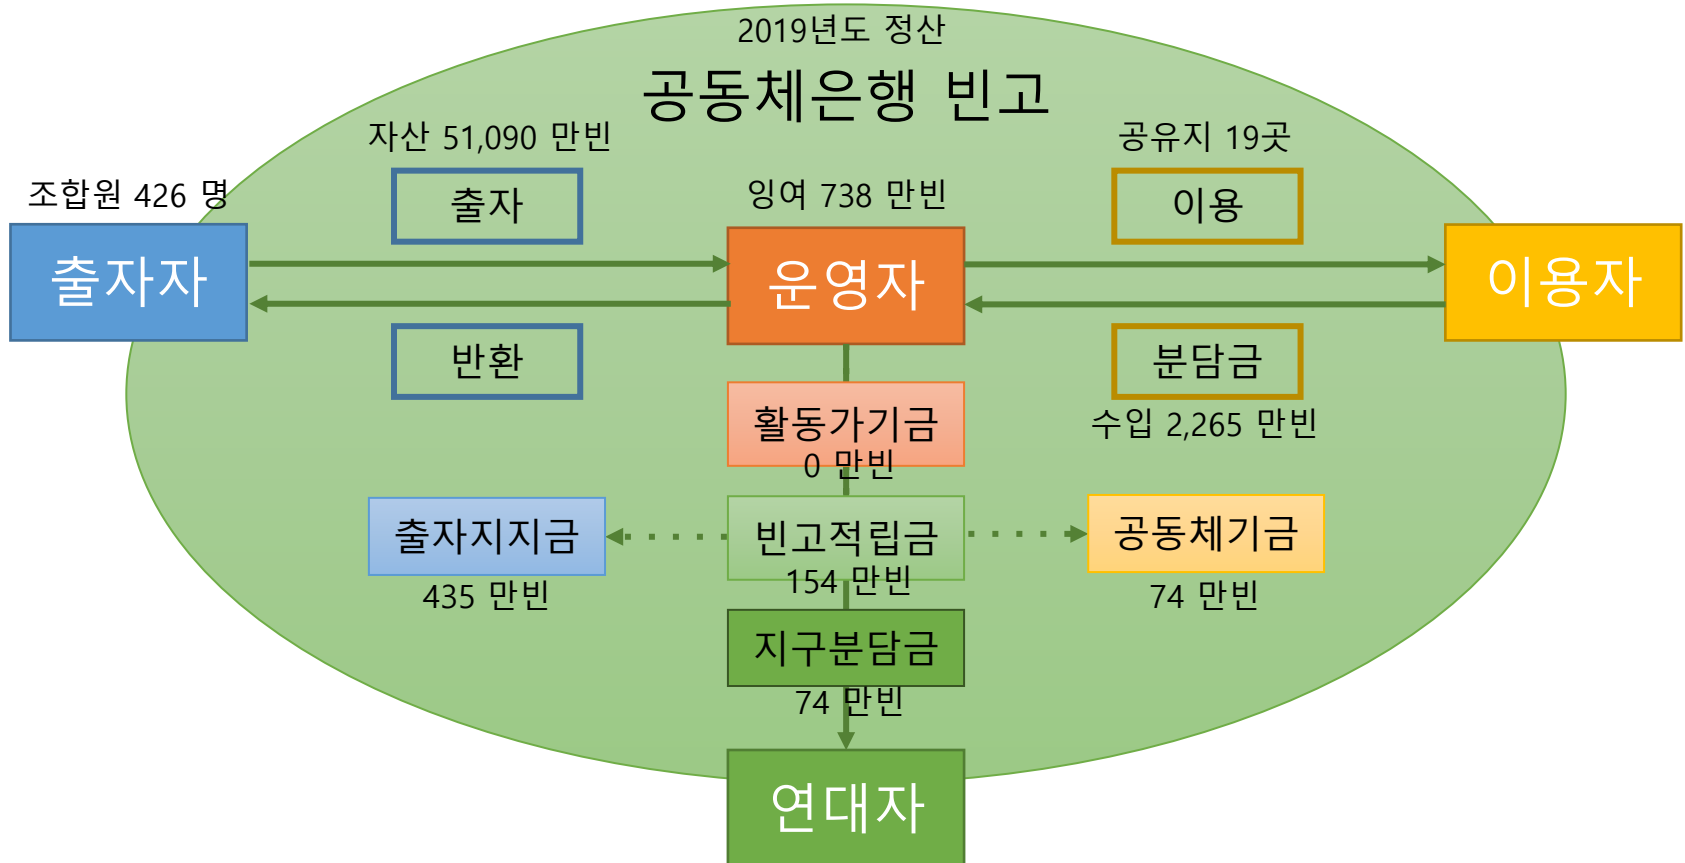 2019년도 정산
공동체은행 빈고
자산 51,090 만빈
공유지 19곳
조합원 426 명
출자
잉여 738 만빈
이용
출자자
운영자
이용자
반환
분담금
활동가기금
수입 2,265 만빈
0 만빈
출자지지금
빈고적립금
공동체기금
435 만빈
154 만빈
74 만빈
지구분담금
74 만빈
연대자